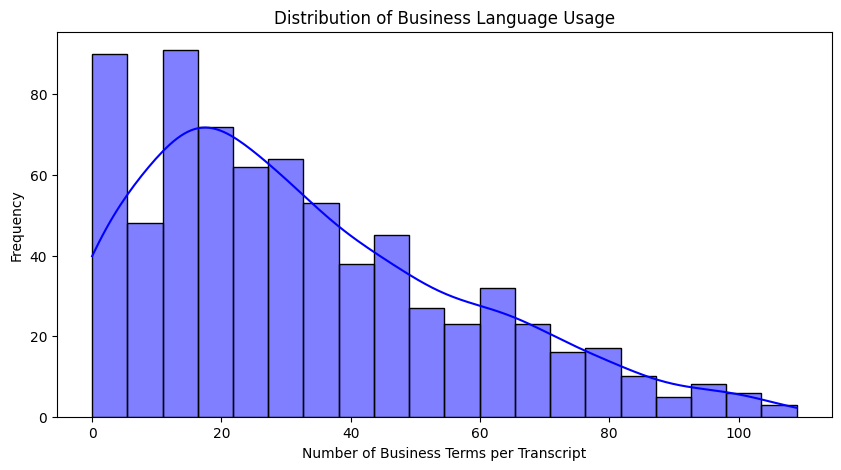 Distribution of Business Language Usage
80
60
40
20
0
Frequency
0 20 40 60 80 100
Number of Business Terms per Transcript